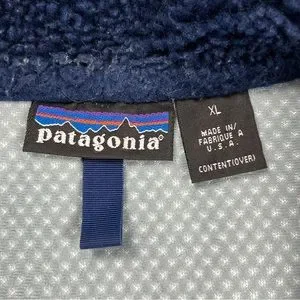 patagonia®
XL
MADE IN/
FABRIQUE A
U.S.A.
CONTENT(OVER)